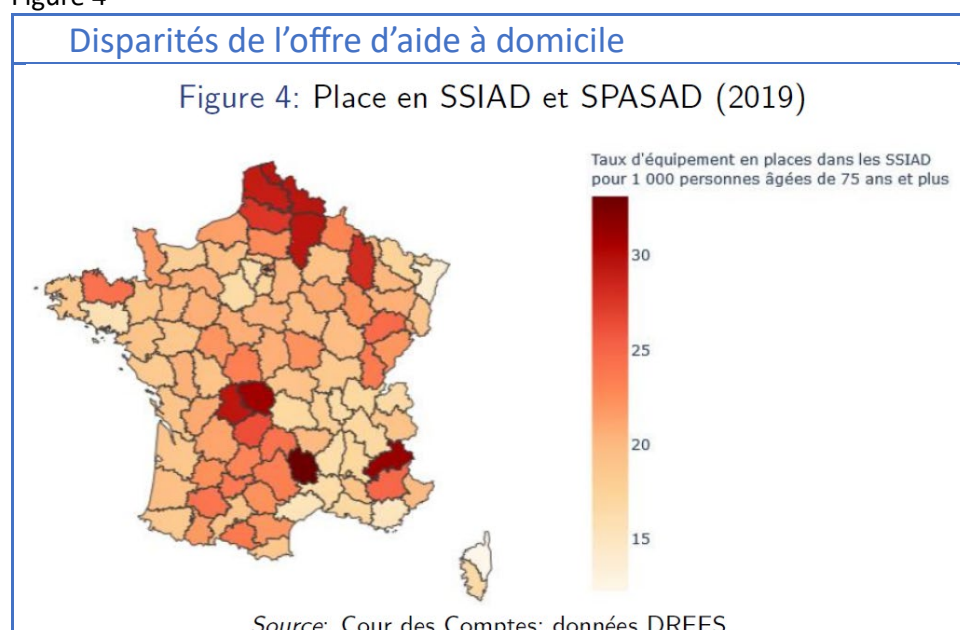 Figure 4
Disparités de l'offre d'aide à domicile
Figure 4: Place en SSIAD et SPASAD (2019)
Taux d'équipement en places dans les SSIAD
pour 1 000 personnes âgées de 75 ans et plus
30
25
20
15
Source: Cour des Comptes; données DREES